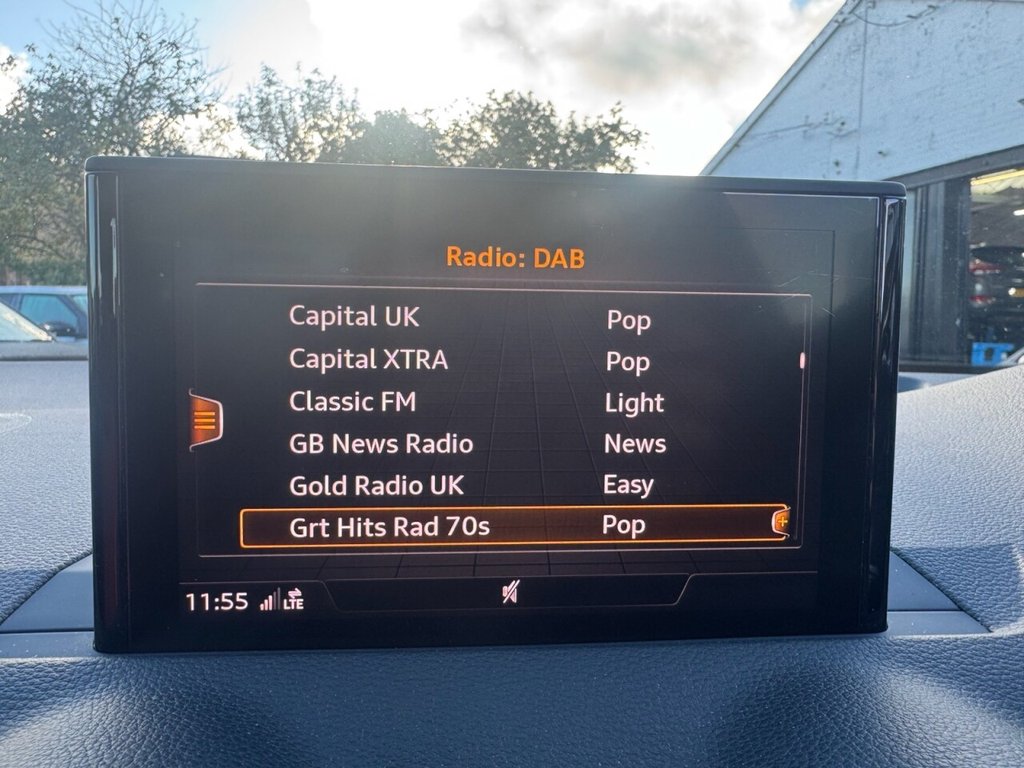 Radio: DAB
Capital UK Pop
Capital XTRA Pop
Classic FM Light
GB News Radio News
Gold Radio UK Easy
Grt Hits Rad 70s Pop
11:55 LTE